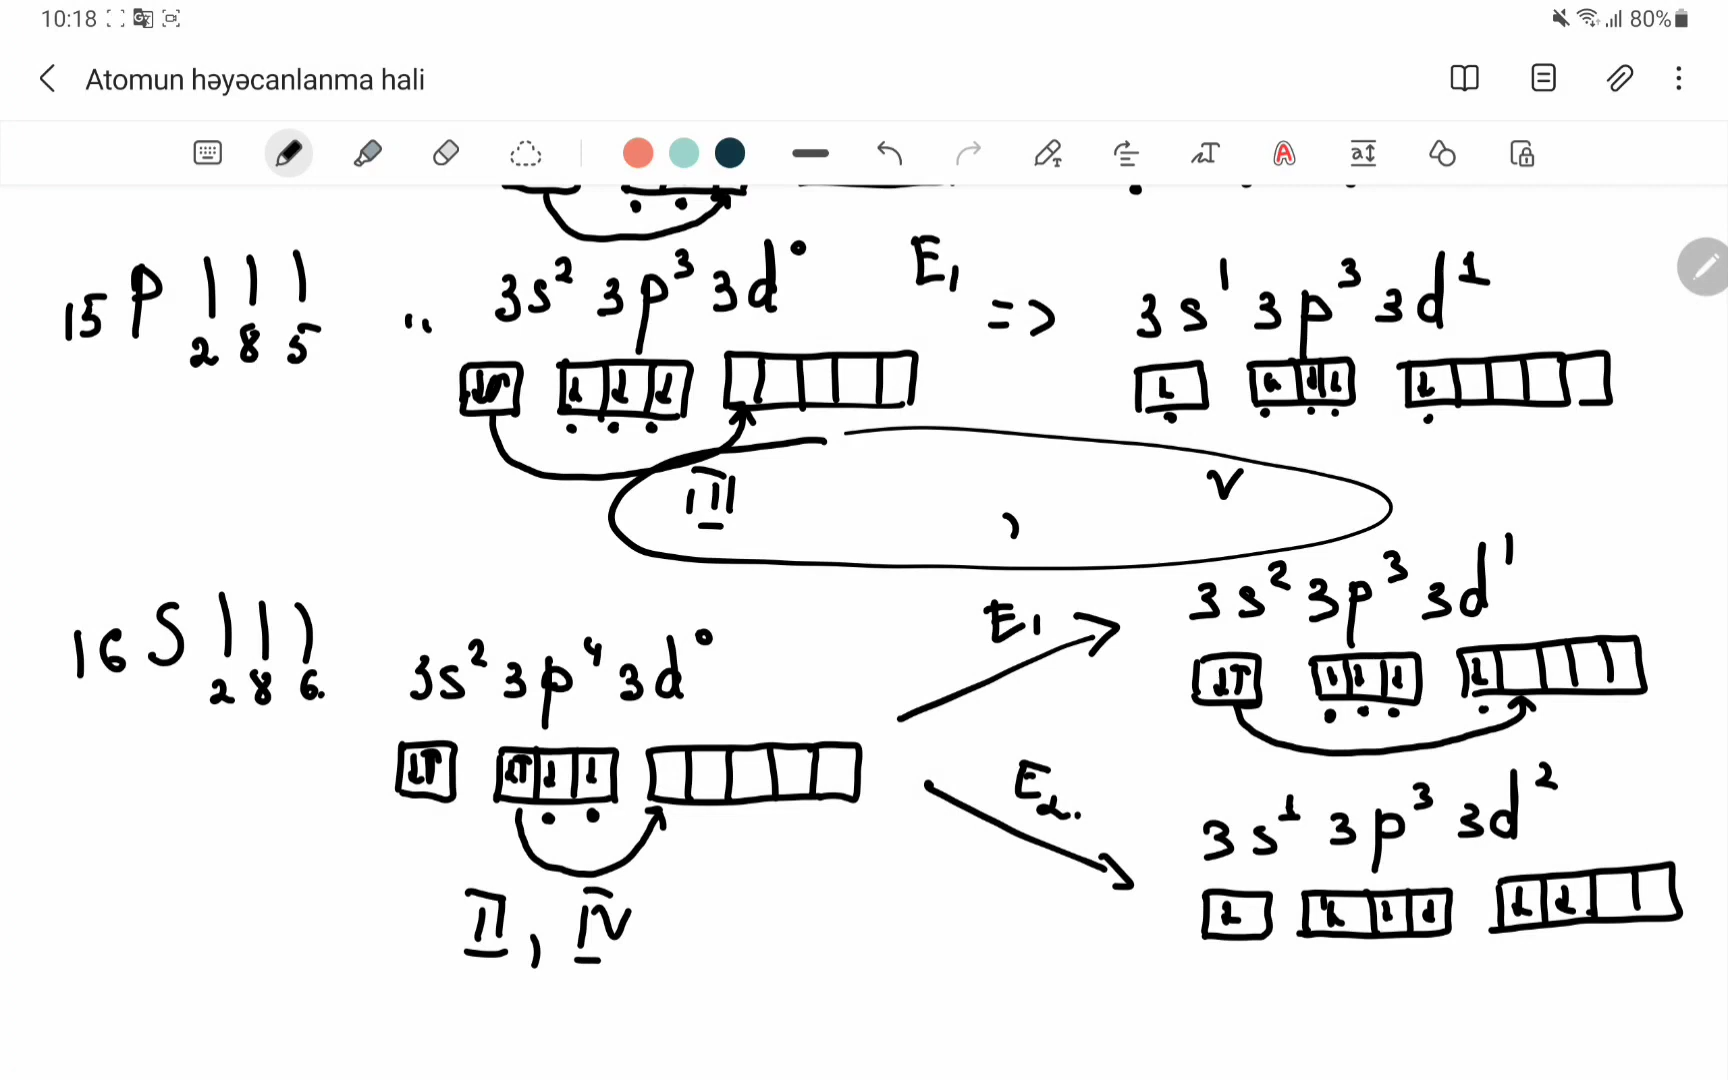 10:18 80%
Atomun həyəcanlanma hali
15 P 2 8 5 .. 3s² 3p³ 3d° E₁ => 3s¹ 3p³ 3d¹
III , V
16 S 2 8 6. 3s² 3p⁴ 3d° E₁ 3s² 3p³ 3d¹
E₂. 3s¹ 3p³ 3d²
II, IV